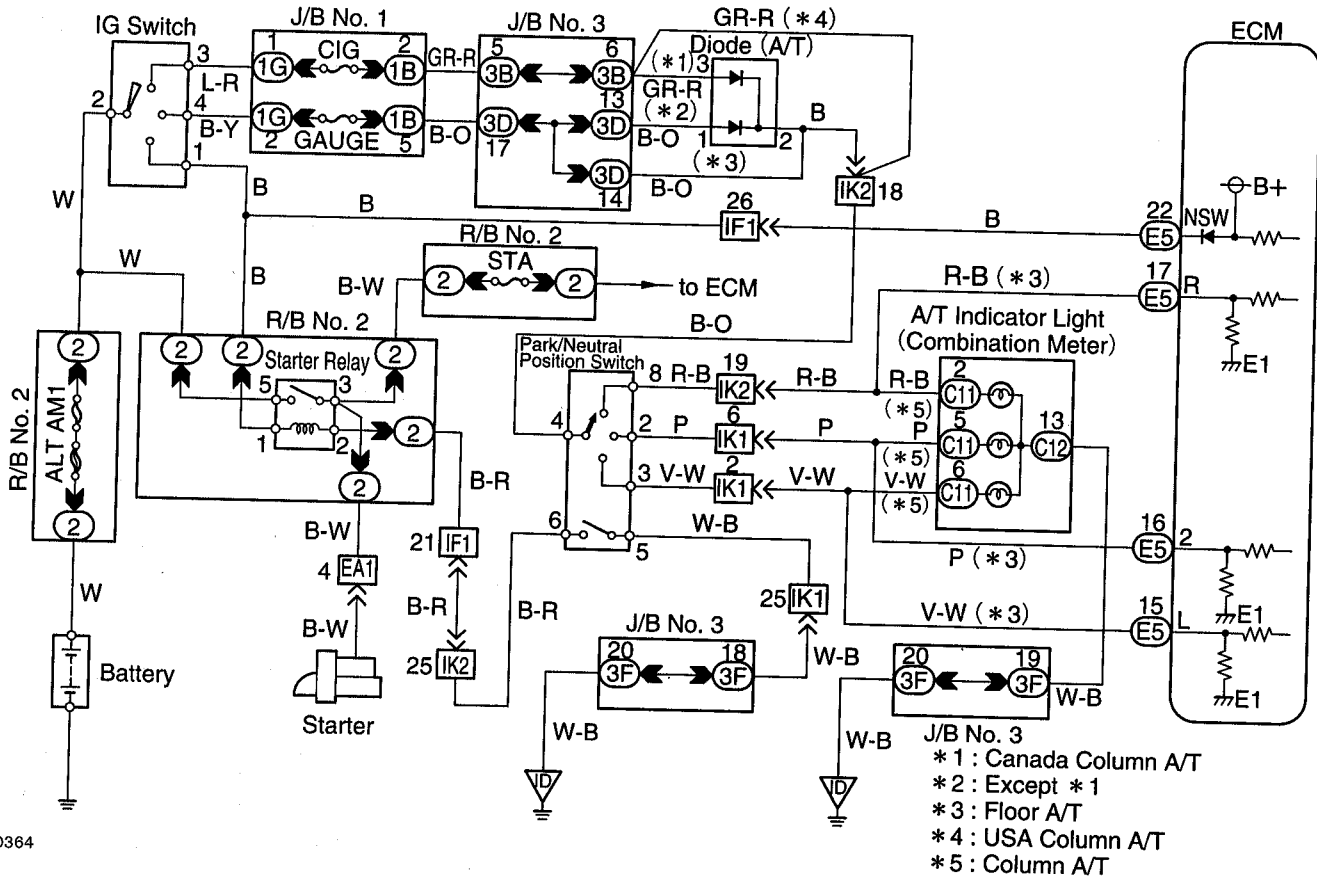 IG Switch
J/B No. 1
J/B No. 3
GR-R (*4)
ECM
Diode (A/T)
3
1
CIG
2
5
6
(*1) 3
L-R
1G
1B
GR-R
3B
3B
GR-R
2
4
13
(*2)
B
B-Y
1G
1B
3D
3D
B-O
1
2
2
GAUGE
5
B-O
17
(*3)
1
3D
B-O
14
IK2 18
W
B
B
26
IF1
B
22
NSW
B+
E5
R/B No. 2
STA
2
2
to ECM
17
R
E5
W
B
B-W
R-B (*3)
B-O
E1
R/B No. 2
A/T Indicator Light
(Combination Meter)
2
2
2
2
Starter Relay
Park/Neutral
Position Switch
19
8 R-B
IK2
R-B
R-B
2
C11
(*5)
5
3
R/B No. 2
ALT AM1
4
2
P
6
IK1
P
P
5
C11
13
C12
(*5)
1
2
2
3
V-W
2
IK1
V-W
V-W
6
C11
(*5)
2
B-R
W-B
2
6
5
16
2
E5
B-W
21 IF1
P (*3)
4 EA1
W
25 IK1
E1
B-R
B-R
V-W (*3)
15
L
E5
J/B No. 3
B-W
20
18
W-B
20
19
Battery
25 IK2
3F
3F
3F
3F
W-B
E1
Starter
W-B
W-B
J/B No. 3
ID
ID
*1 : Canada Column A/T
*2 : Except *1
*3 : Floor A/T
*4 : USA Column A/T
*5 : Column A/T
0364